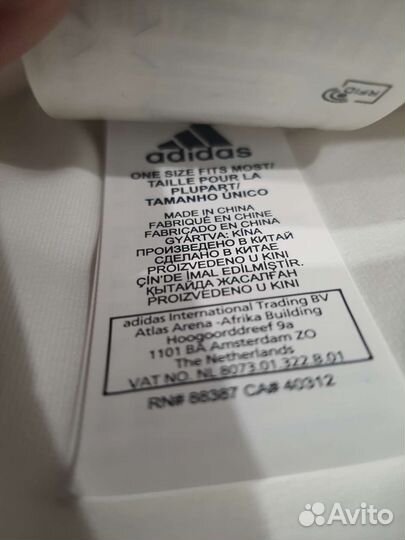 RFID
adidas
ONE SIZE FITS MOST/
TAILLE POUR LA
PLUPART/
TAMANHO ÚNICO
MADE IN CHINA
FABRIQUÉ EN CHINE
FABRICADO EN CHINA
GYÁRTVA: KÍNA
ПРОИЗВЕДЕНО В КИТАЙ
СДЕЛАНО В КИТАЕ
PROIZVEDENO U KINI
ÇİN'DE İMAL EDİLMİŞTİR.
ҚЫТАЙДА ЖАСАЛҒАН
PROIZVEDENO U KINI
adidas International Trading BV
Atlas Arena -Afrika Building
Hoogoorddreef 9a
1101 BA Amsterdam ZO
The Netherlands
VAT NO. NL 8073.01.322.B.01
RN# 88387 CA# 40312
Avito